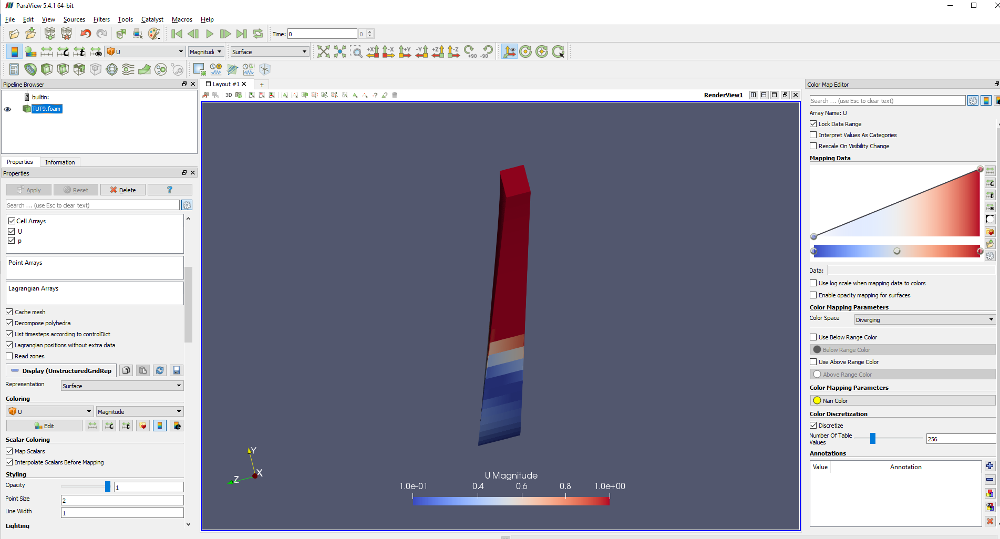 ParaView 5.4.1 64-bit
File Edit View Sources Filters Tools Catalyst Macros Help
Time: 0 0
U Magnitude Surface +X -X +Y -Y +Z -Z +90 -90
Pipeline Browser
builtin:
TUT9.foam
Properties Information
Properties
Apply Reset Delete ?
Search ... (use Esc to clear text)
Cell Arrays
U
p
Point Arrays
Lagrangian Arrays
Cache mesh
Decompose polyhedra
List timesteps according to controlDict
Lagrangian positions without extra data
Read zones
Display (UnstructuredGridRep
Representation Surface
Coloring
U Magnitude
Edit
Scalar Coloring
Map Scalars
Interpolate Scalars Before Mapping
Styling
Opacity 1
Point Size 2
Line Width 1
Lighting
Layout #1 +
3D RenderView1
Y
Z X
U Magnitude
1.0e-01 0.4 0.6 0.8 1.0e+00
Color Map Editor
Search ... (use Esc to clear text)
Array Name: U
Lock Data Range
Interpret Values As Categories
Rescale On Visibility Change
Mapping Data
Data:
Use log scale when mapping data to colors
Enable opacity mapping for surfaces
Color Mapping Parameters
Color Space Diverging
Use Below Range Color
Below Range Color
Use Above Range Color
Above Range Color
Color Mapping Parameters
Nan Color
Color Discretization
Discretize
Number Of Table
Values 256
Annotations
Value Annotation